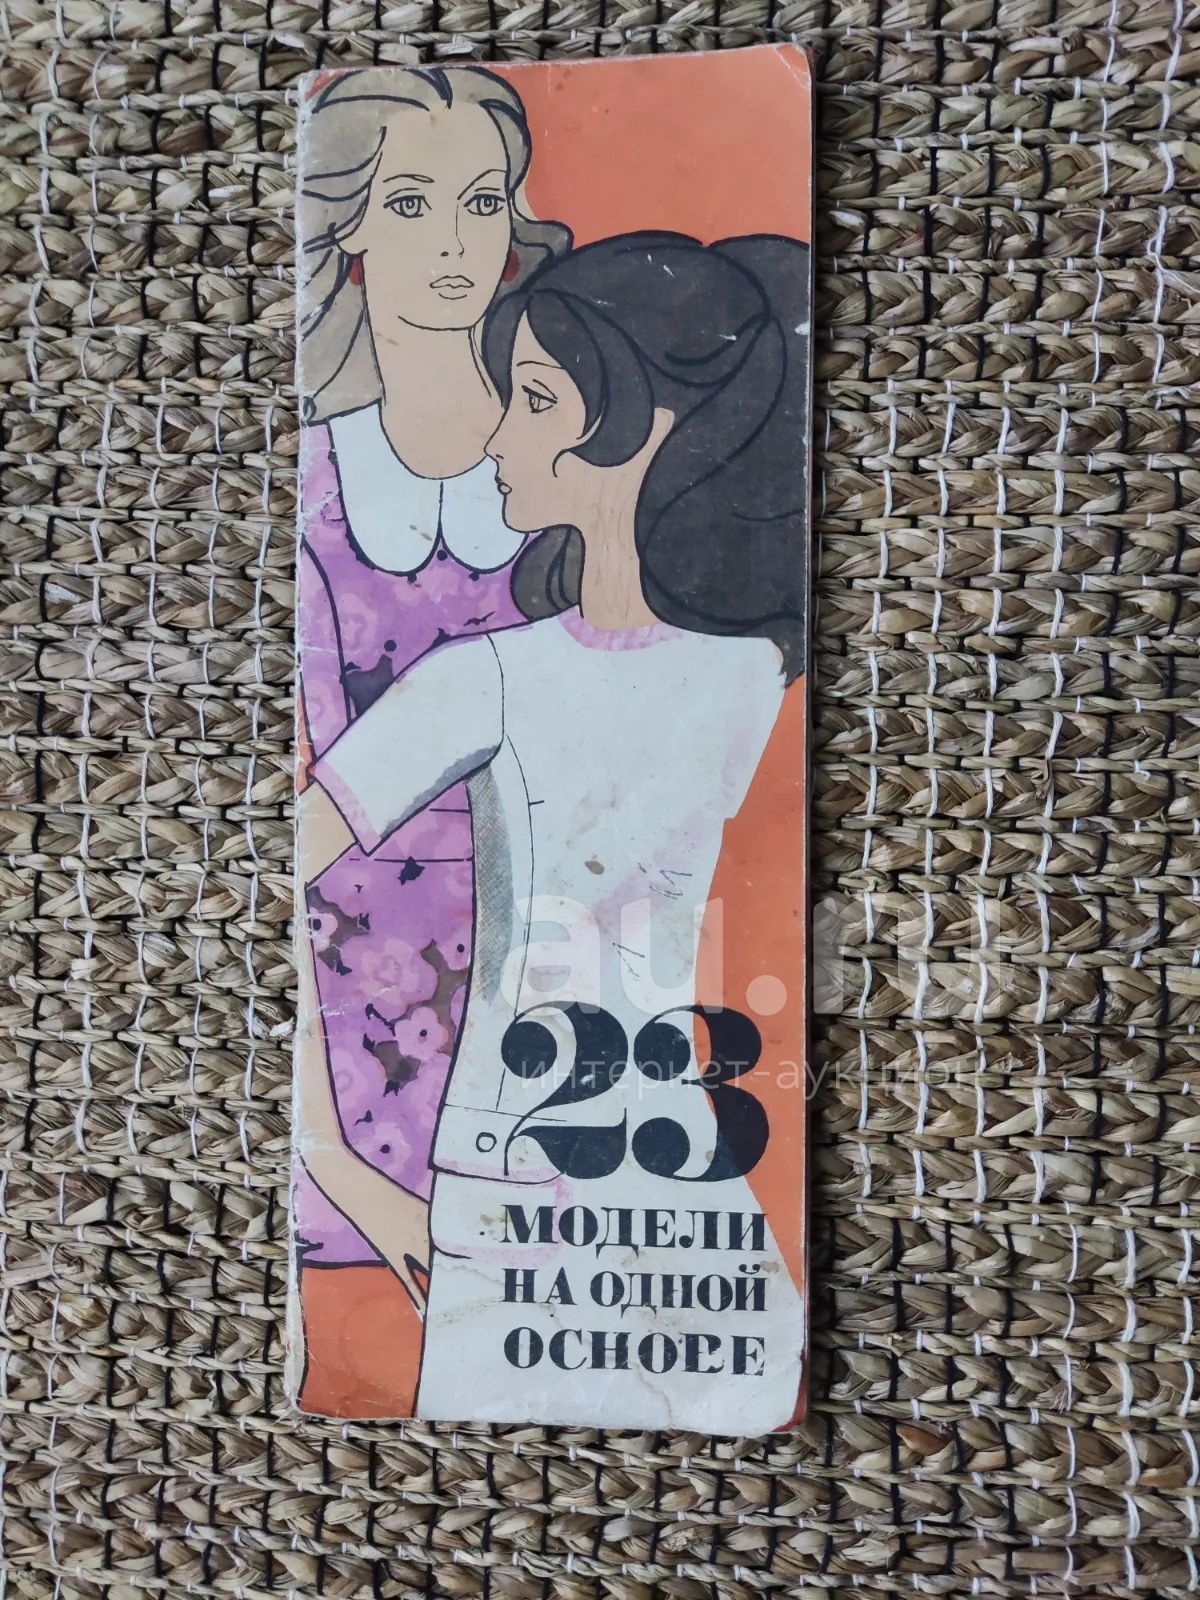 au.ru
интернет-аукцион
23
МОДЕЛИ
НА ОДНОЙ
ОСНОВЕ